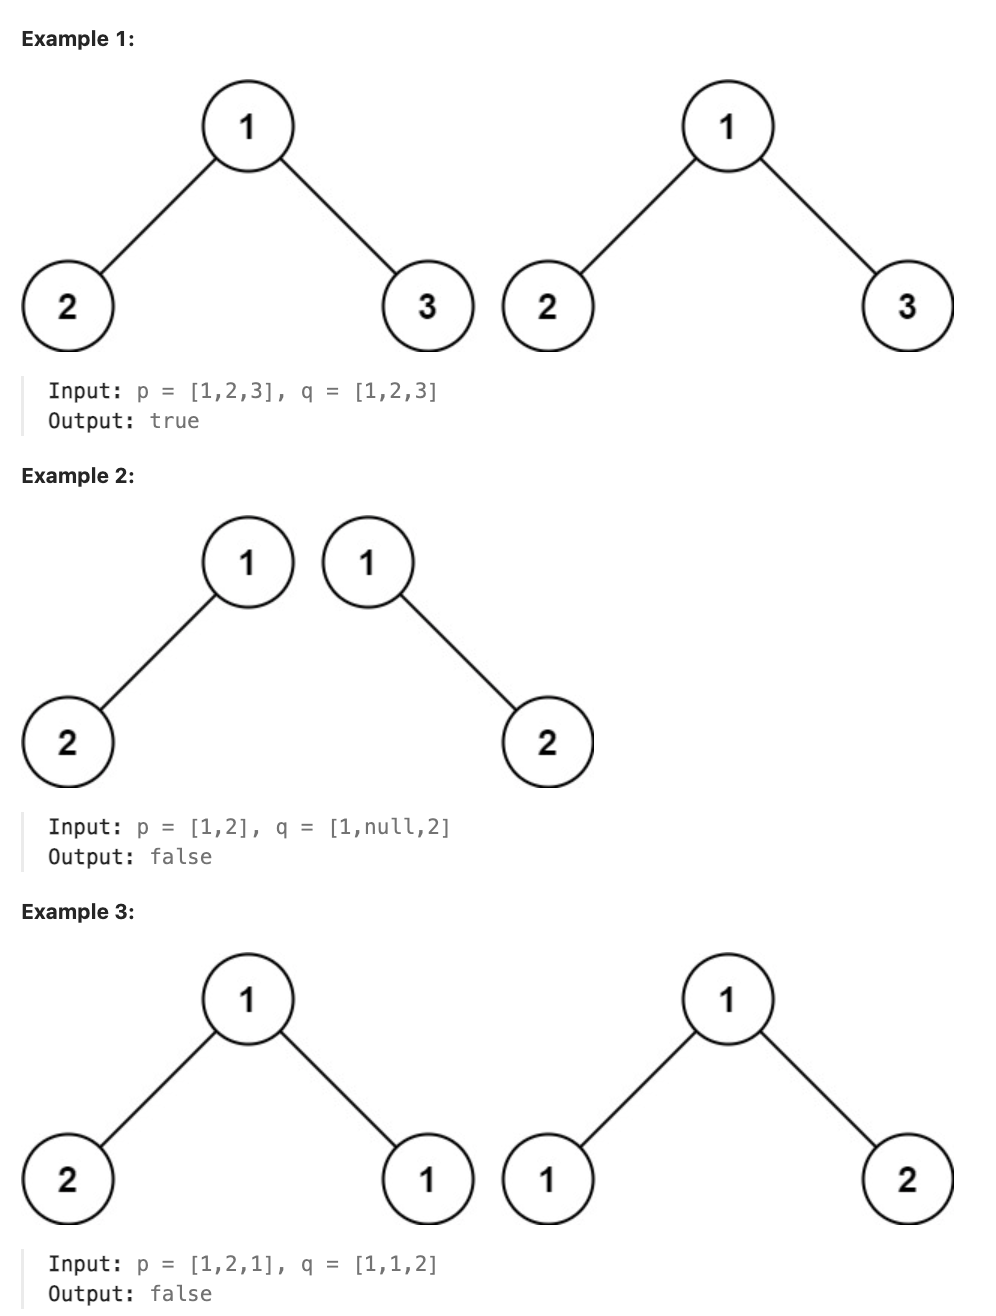 Example 1:
1 1
2 3 2 3
Input: p = [1,2,3], q = [1,2,3]
Output: true
Example 2:
1 1
2 2
Input: p = [1,2], q = [1,null,2]
Output: false
Example 3:
1 1
2 1 1 2
Input: p = [1,2,1], q = [1,1,2]
Output: false